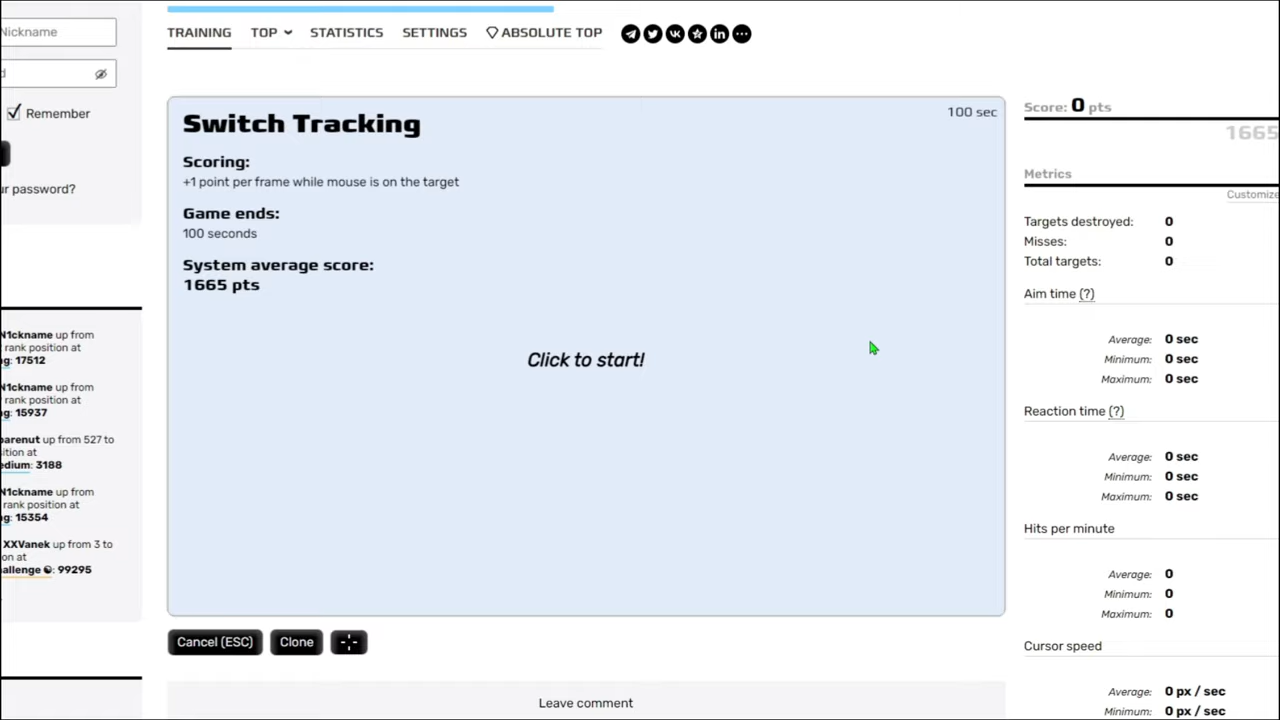 Nickname
d
Remember
ur password?
N1ckname up from
rank position at
ng: 17512
N1ckname up from
rank position at
ng: 15937
parenut up from 527 to
sition at
edium: 3188
N1ckname up from
rank position at
ng: 15354
XXVanek up from 3 to
on at
allenge ☯: 99295
TRAINING
TOP
STATISTICS
SETTINGS
ABSOLUTE TOP
Switch Tracking
100 sec
Scoring:
+1 point per frame while mouse is on the target
Game ends:
100 seconds
System average score:
1665 pts
Click to start!
Cancel (ESC)
Clone
Leave comment
Score: 0 pts
1665
Metrics
Customize
Targets destroyed: 0
Misses: 0
Total targets: 0
Aim time (?)
Average: 0 sec
Minimum: 0 sec
Maximum: 0 sec
Reaction time (?)
Average: 0 sec
Minimum: 0 sec
Maximum: 0 sec
Hits per minute
Average: 0
Minimum: 0
Maximum: 0
Cursor speed
Average: 0 px / sec
Minimum: 0 px / sec